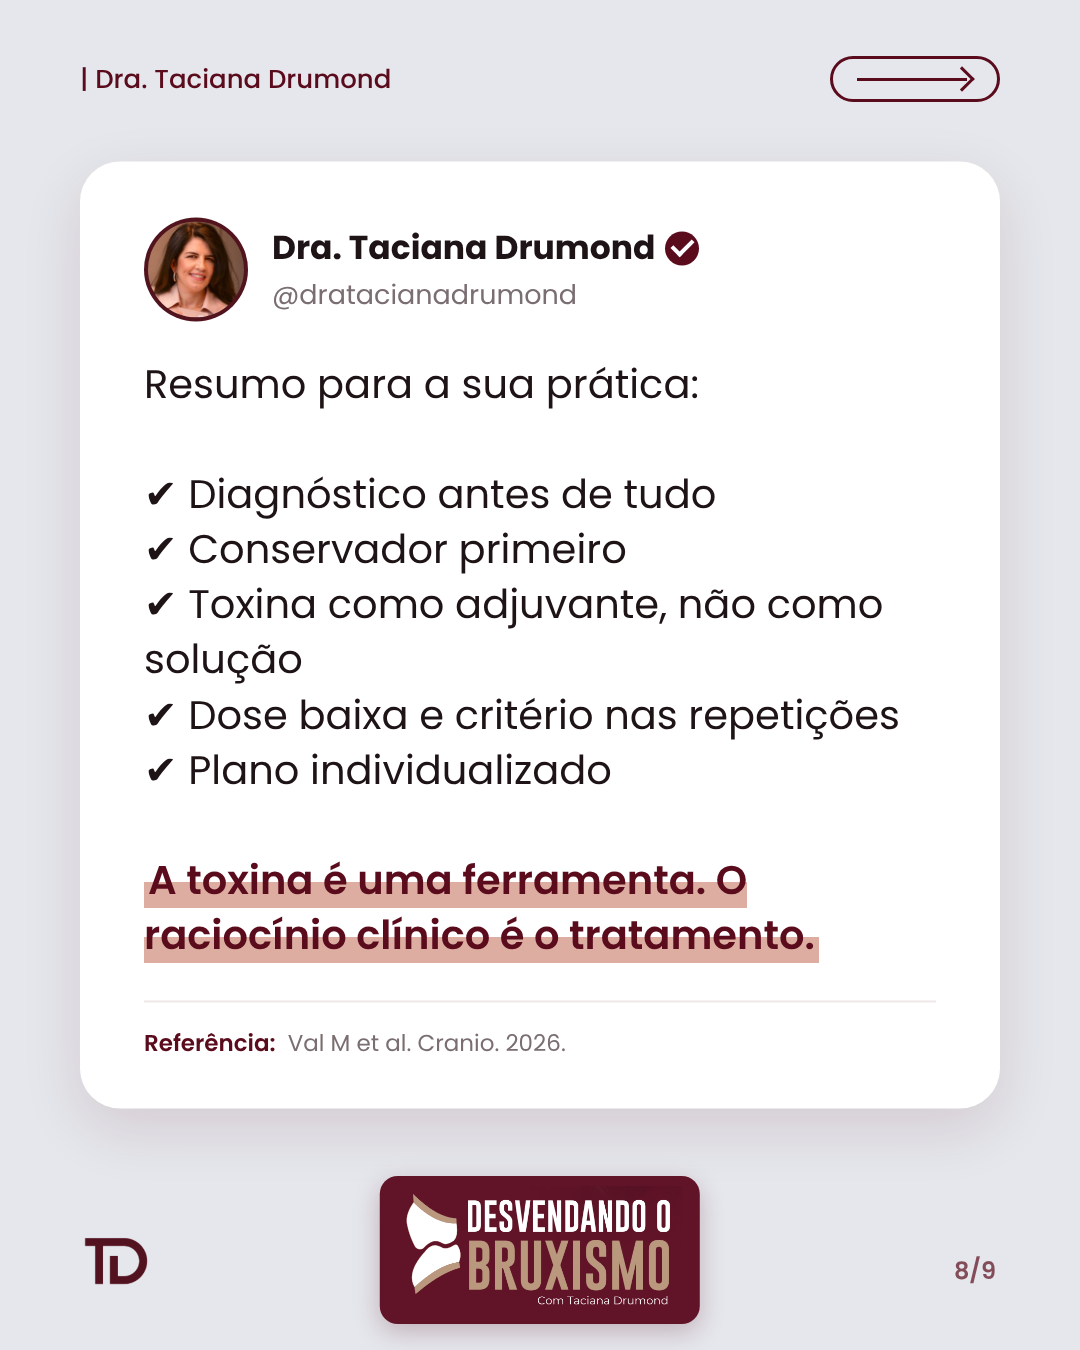 | Dra. Taciana Drumond
Dra. Taciana Drumond
@dratacianadrumond
Resumo para a sua prática:
✔ Diagnóstico antes de tudo
✔ Conservador primeiro
✔ Toxina como adjuvante, não como
solução
✔ Dose baixa e critério nas repetições
✔ Plano individualizado
A toxina é uma ferramenta. O
raciocínio clínico é o tratamento.
Referência: Val M et al. Cranio. 2026.
TD
DESVENDANDO O
BRUXISMO
Com Taciana Drumond
8/9